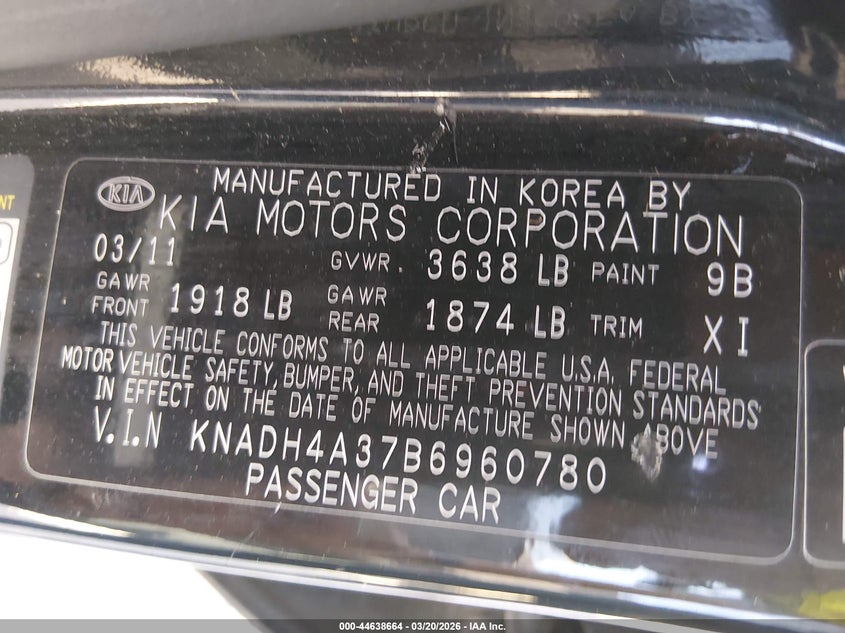 KIA
MANUFACTURED IN KOREA BY
KIA MOTORS CORPORATION
03/11 GVWR. 3638 LB PAINT 9B
GAWR FRONT 1918 LB GAWR REAR 1874 LB TRIM XI
THIS VEHICLE CONFORMS TO ALL APPLICABLE U.S.A. FEDERAL
MOTOR VEHICLE SAFETY, BUMPER, AND THEFT PREVENTION STANDARDS
IN EFFECT ON THE DATE OF MANUFACTURE SHOWN ABOVE
V.I.N KNADH4A37B6960780
PASSENGER CAR
000-44638664 / 03/20/2026 - IAA Inc.